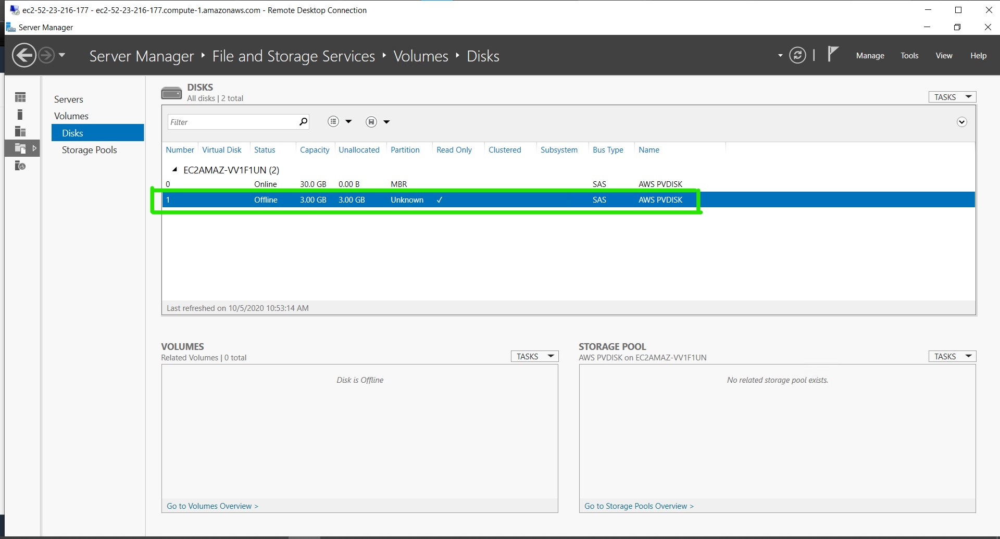 ec2-52-23-216-177 - ec2-52-23-216-177.compute-1.amazonaws.com - Remote Desktop Connection
Server Manager
Server Manager ‣ File and Storage Services ‣ Volumes ‣ Disks
Manage Tools View Help
Servers
Volumes
Disks
Storage Pools
DISKS
All disks | 2 total
TASKS
Filter
Number Virtual Disk Status Capacity Unallocated Partition Read Only Clustered Subsystem Bus Type Name
EC2AMAZ-VV1F1UN (2)
0 Online 30.0 GB 0.00 B MBR SAS AWS PVDISK
1 Offline 3.00 GB 3.00 GB Unknown ✓ SAS AWS PVDISK
Last refreshed on 10/5/2020 10:53:14 AM
VOLUMES
Related Volumes | 0 total
TASKS
Disk is Offline
Go to Volumes Overview >
STORAGE POOL
AWS PVDISK on EC2AMAZ-VV1F1UN
TASKS
No related storage pool exists.
Go to Storage Pools Overview >